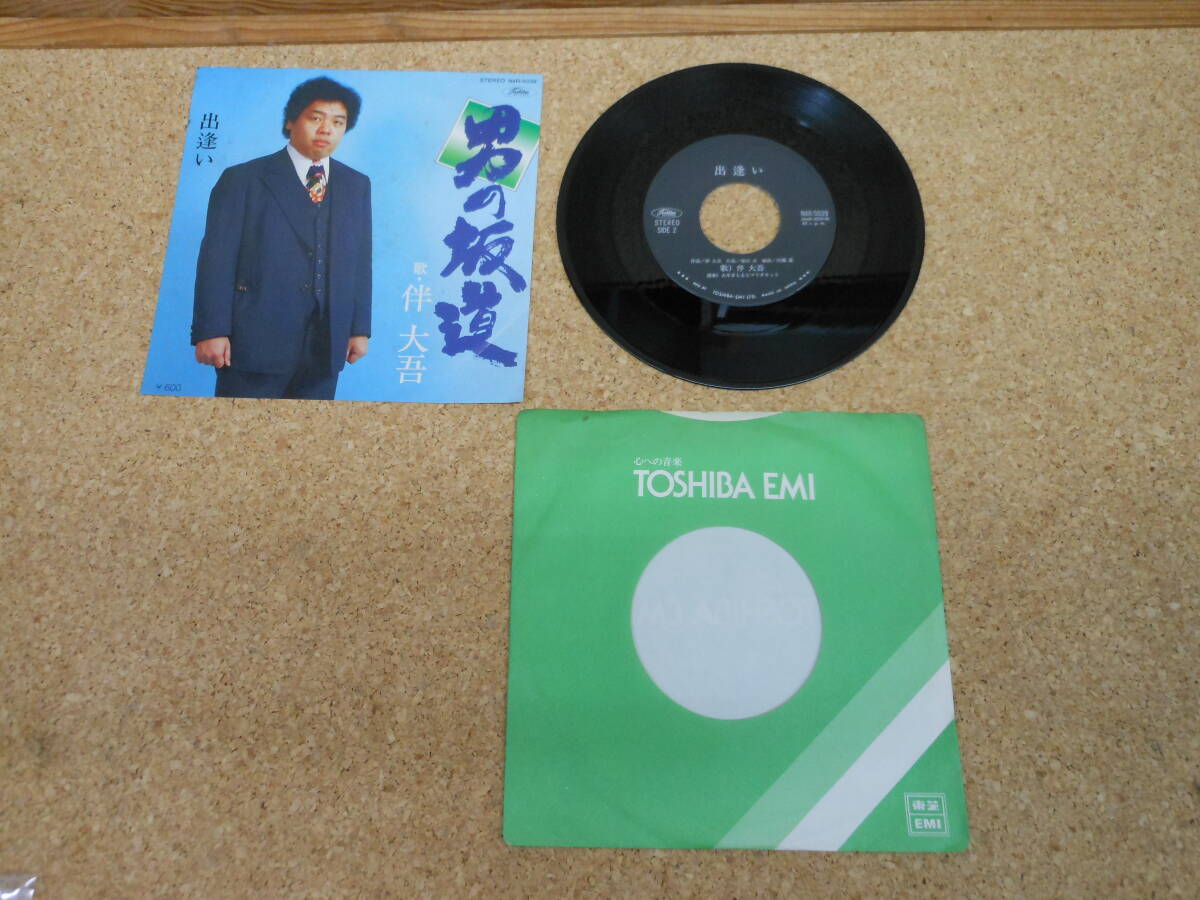 STEREO
男の坂道
歌・伴 大吾
出逢い
¥600
出逢い
STEREO
SIDE 2
歌) 伴 大吾
TOSHIBA-EMI LTD.
心への音楽
TOSHIBA EMI
東芝
EMI